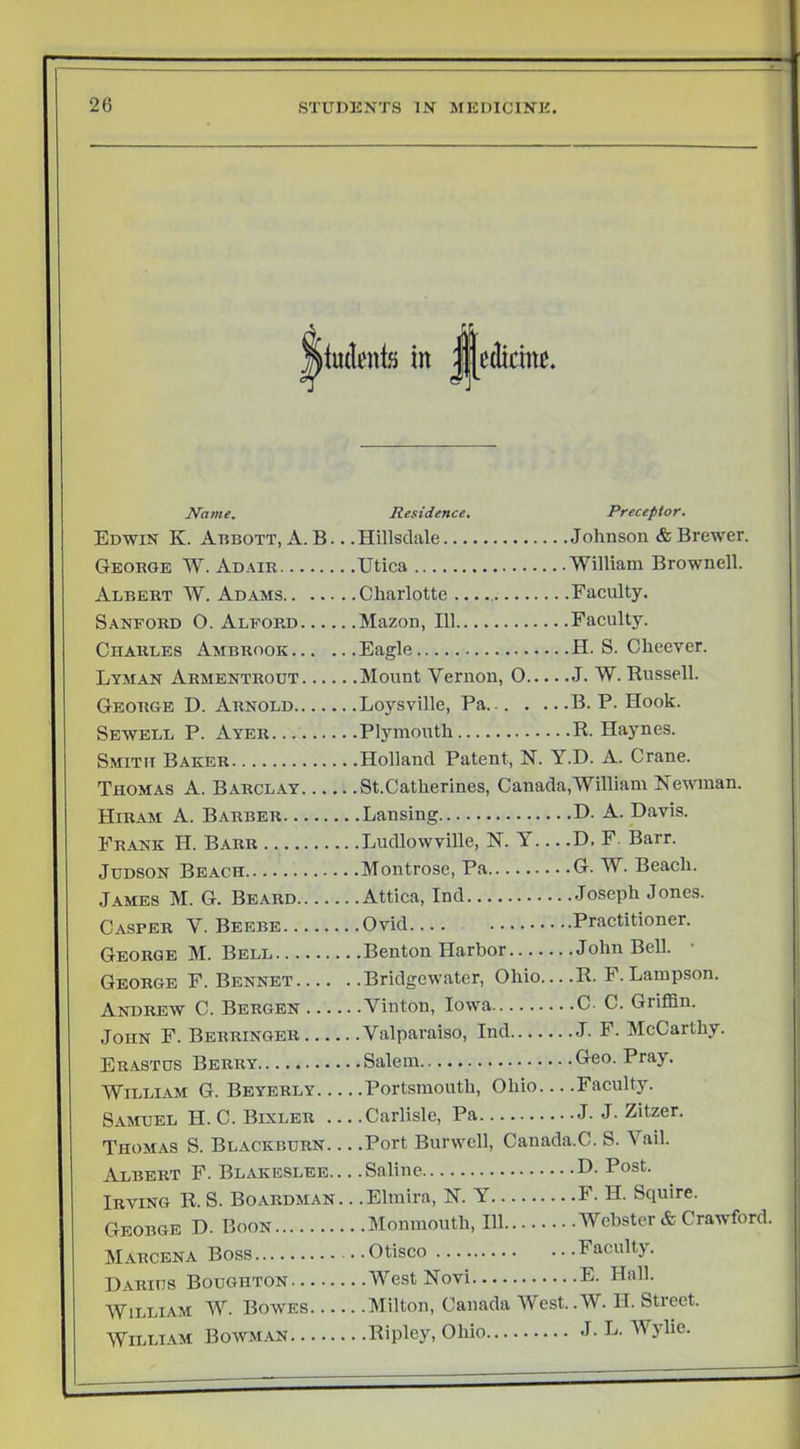 26 STUDENTS IN MEDICINE.
Students in Medicine.
Name. Residence. Preceptor.
EDWIN K. ABBOTT, A. B...Hillsdale..............Johnson & Brewer.
GEORGE W. ADAIR.........Utica..................William Brownell.
ALBERT W. ADAMS.........Charlotte..............Faculty.
SANFORD O. ALFORD.......Mazon, Ill.............Faculty.
CHARLES AMBROOK.........Eagle..................H. S. Cheever.
LYMAN ARMENTROUT........Mount Vernon, O.....J. W. Russell.
GEORGE D. ARNOLD........Loysville, Pa..........B. P. Hook.
SEWELL P. AYER..........Plymouth...............R. Haynes.
SMITH BAKER.............Holland Patent, N. Y.D. A. Crane.
THOMAS A. BARCLAY.......St.Catherines, Canada,William Newman.
HIRAM A. BARBER.........Lansing................D. A. Davis.
FRANK H. BARR...........Ludlowville, N. Y....D. F. Barr.
JUDSON BEACH............Montrose, Pa...........G. W. Beach.
JAMES M. G. BEARD.......Attica, Ind............Joseph Jones.
CASPER V. BEEBE.........Ovid.... ..........Practitioner.
GEORGE M. BELL..........Benton Harbor.......John Bell.
GEORGE F. BENNET........Bridgewater, Ohio....R. F. Lampson.
ANDREW C. BERGEN........Vinton, Iowa..........C. C. Griffin.
JOHN F. BERRINGER.......Valparaiso, Ind.......J. F. McCarthy.
ERASTUS BERRY...........Salem..................Geo. Pray.
WILLIAM G. BEYERLY......Portsmouth, Ohio....Faculty.
SAMUEL H. C. BIXLER ....Carlisle, Pa...........J. J. Zitzer.
THOMAS S. BLACKBURN....Port Burwell, Canada.C. S. Vail.
ALBERT F. BLAKESLEE....Saline.................D. Post.
IRVING R. S. BOARDMAN...Elmira, N. Y..........F. H. Squire.
GEORGE D. BOON..........Monmouth, Ill.........Webster & Crawford.
MARCENA BOSS............Otisco.................Faculty.
DARIUS BOUGHTON.........West Novi..............E. Hall.
WILLIAM W. BOWES........Milton, Canada West..W. H. Street.
WILLIAM BOWMAN..........Ripley, Ohio...........J. L. Wylie.